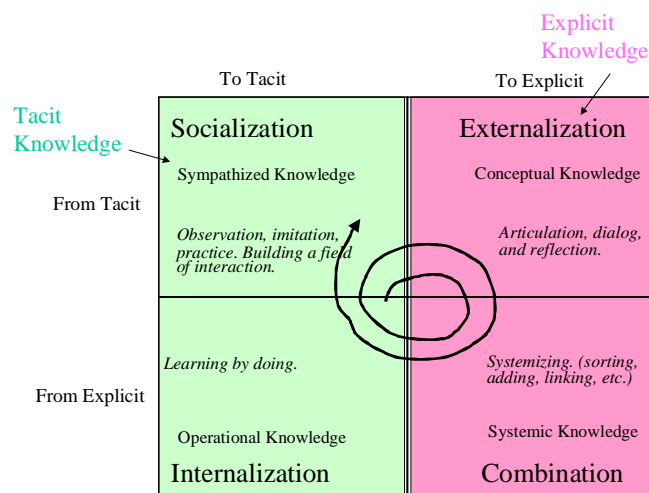 Explicit
Knowledge
To Tacit
To Explicit
Tacit
Knowledge
Socialization
Externalization
Sympathized Knowledge
Conceptual Knowledge
From Tacit
Observation, imitation,
practice. Building a field
of interaction.
Articulation, dialog,
and reflection.
Learning by doing.
Systemizing. (sorting,
adding, linking, etc.)
From Explicit
Operational Knowledge
Systemic Knowledge
Internalization
Combination